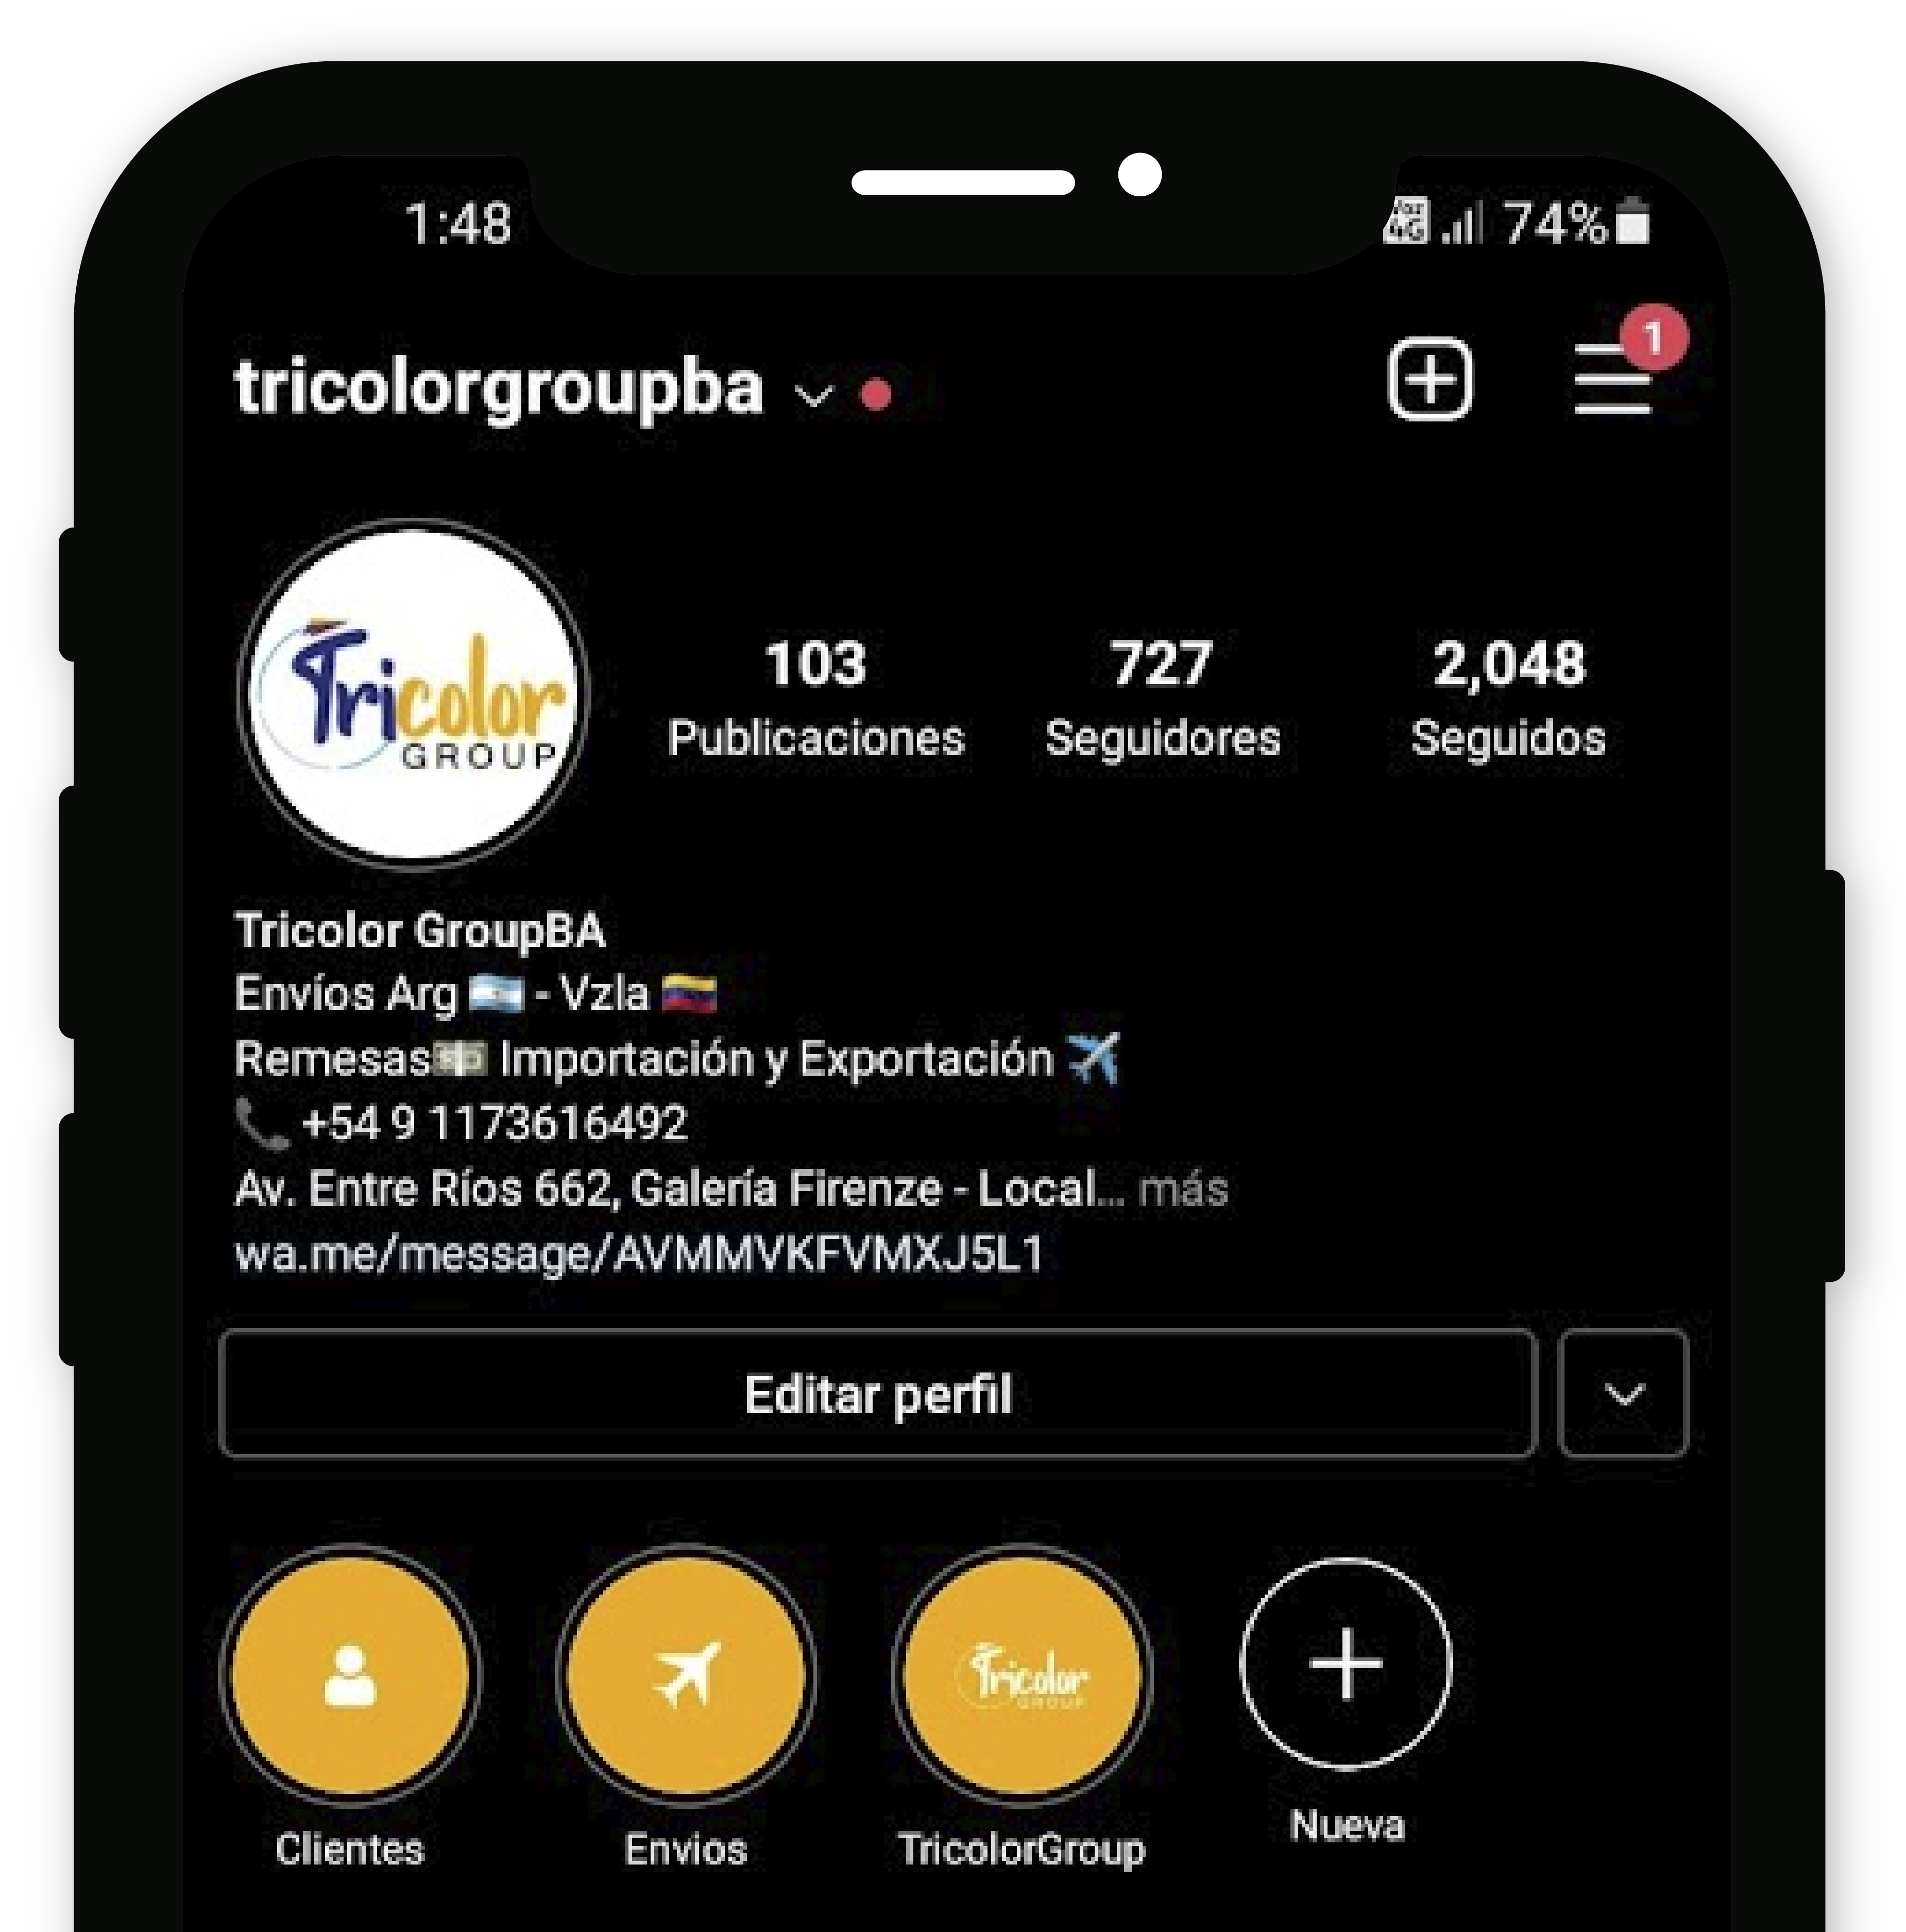 1:48
74%
tricolorgroupba
1
Tricolor
GROUP
103
727
2,048
Publicaciones
Seguidores
Seguidos
Tricolor GroupBA
Envíos Arg 🇦🇷 - Vzla 🇻🇪
Remesas💵 Importación y Exportación ✈️
📞 +54 9 1173616492
Av. Entre Ríos 662, Galería Firenze - Local... más
wa.me/message/AVMMVKFVMXJ5L1
Editar perfil
Tricolor
GROUP
Clientes
Envios
TricolorGroup
Nueva